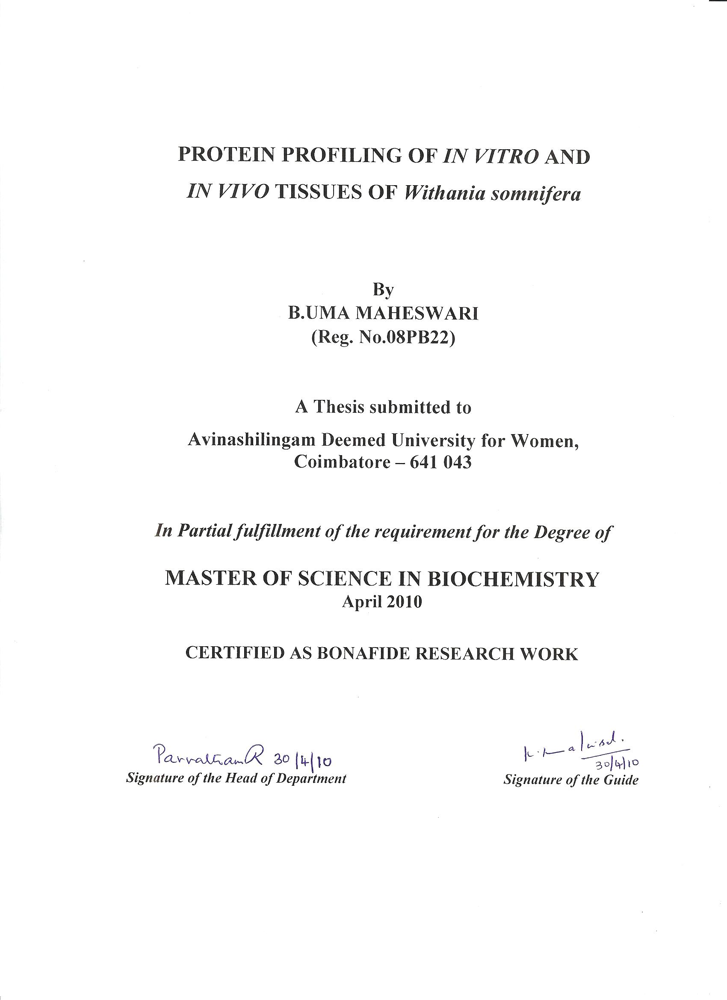 PROTEIN PROFILING OF IN VITRO AND
IN VIVO TISSUES OF Withania somnifera
By
B.UMA MAHESWARI
(Reg. No.08PB22)
A Thesis submitted to
Avinashilingam Deemed University for Women,
Coimbatore – 641 043
In Partial fulfillment of the requirement for the Degree of
MASTER OF SCIENCE IN BIOCHEMISTRY
April 2010
CERTIFIED AS BONAFIDE RESEARCH WORK
Parvatham R 30/4/10
30/4/10
Signature of the Head of Department
Signature of the Guide